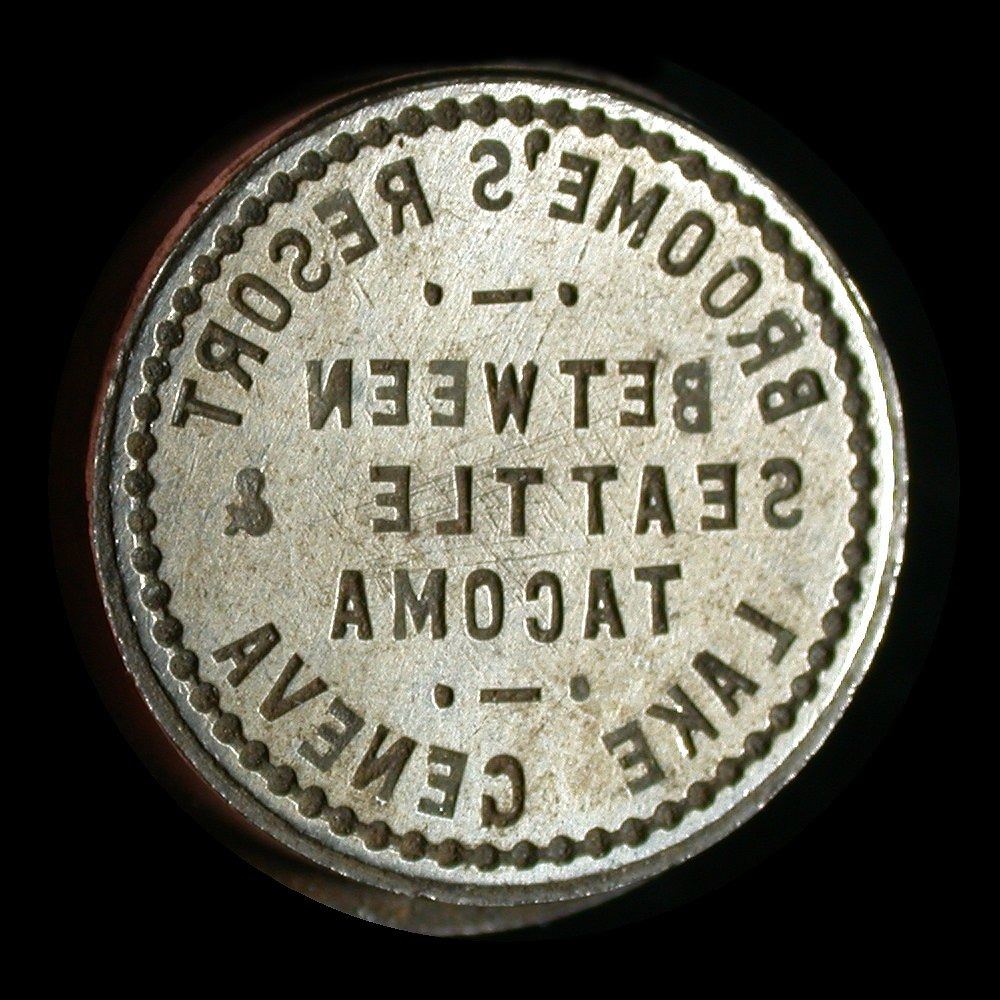 BROOME'S RESORT
BETWEEN
SEATTLE &
TACOMA
LAKE GENEVA